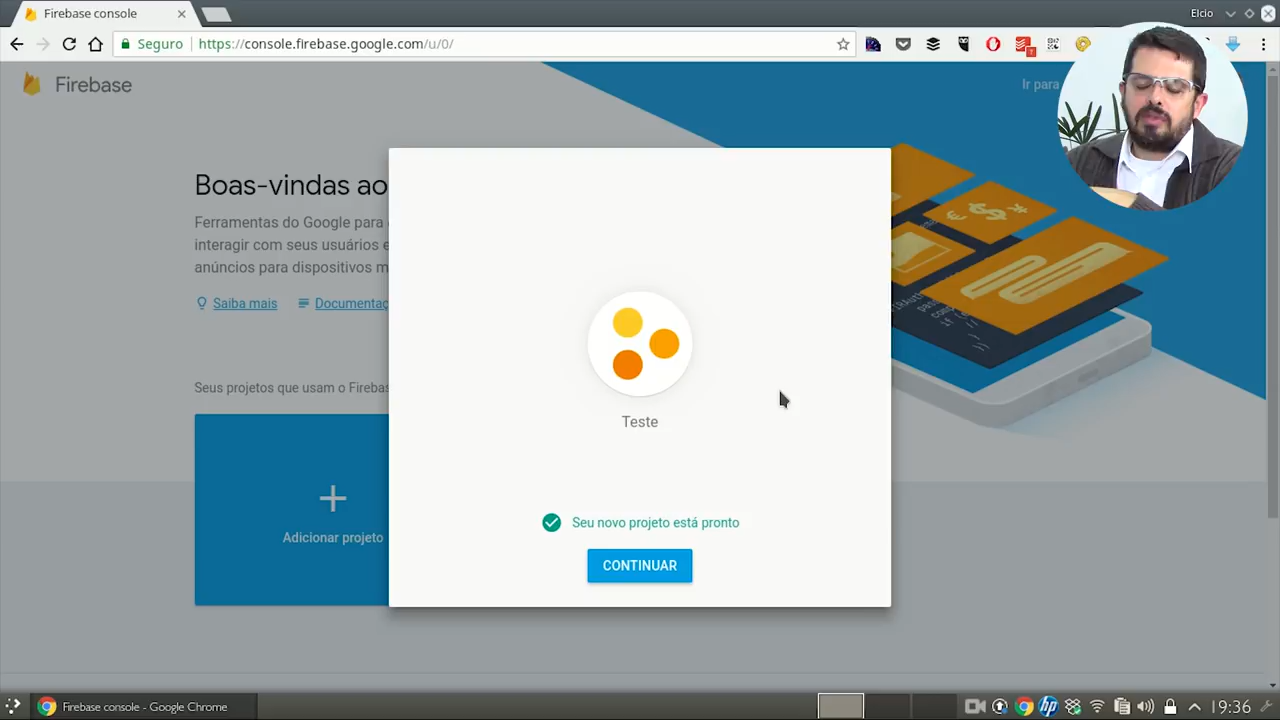 Firebase console
Elcio
Seguro
https://console.firebase.google.com/u/0/
Firebase
Ir para
Boas-vindas ao
Ferramentas do Google para
interagir com seus usuários e
anúncios para dispositivos m
Saiba mais
Documentaç
Seus projetos que usam o Firebas
Adicionar projeto
Teste
Seu novo projeto está pronto
CONTINUAR
Firebase console - Google Chrome
19:36